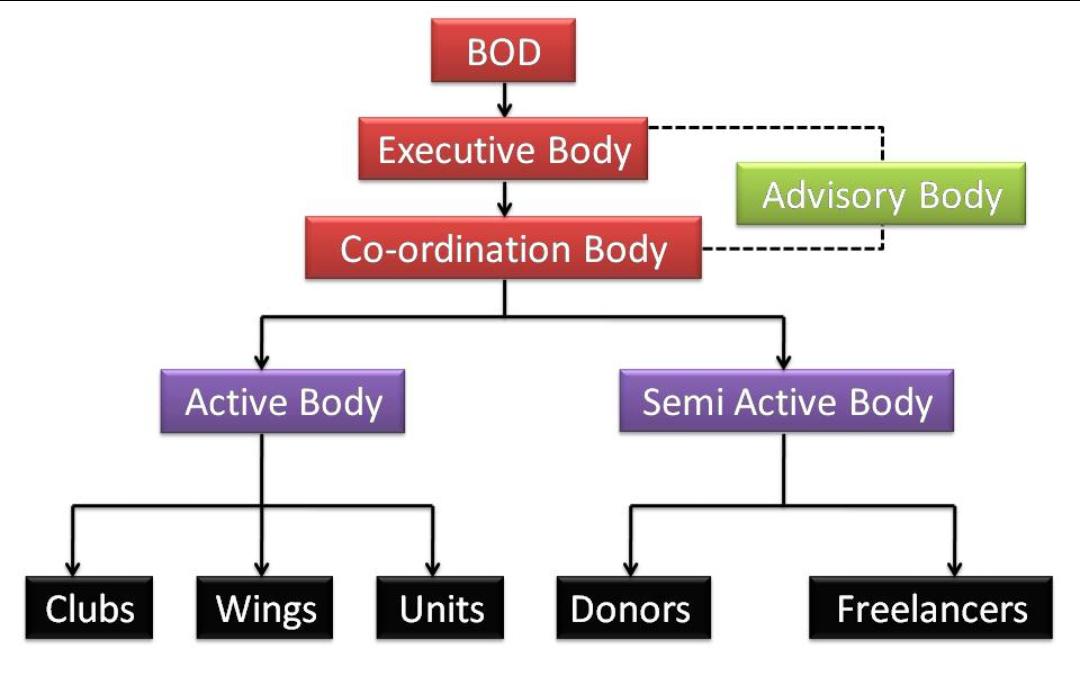 BOD
Executive Body
Advisory Body
Co-ordination Body
Active Body
Semi Active Body
Clubs
Wings
Units
Donors
Freelancers